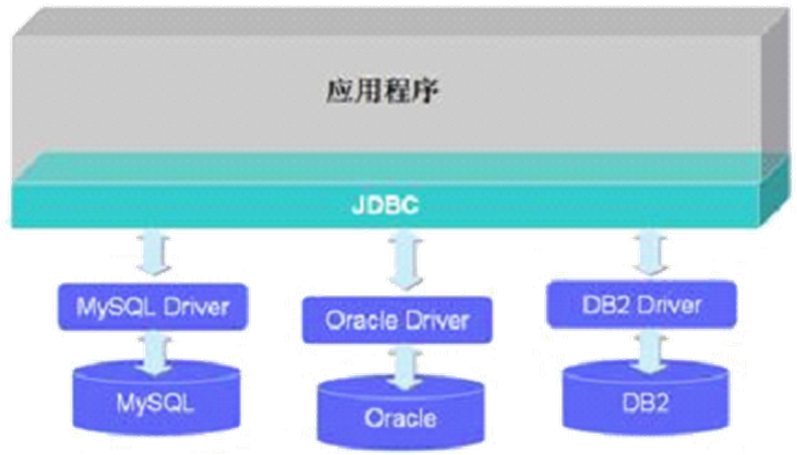 应用程序
JDBC
MySQL Driver
Oracle Driver
DB2 Driver
MySQL
Oracle
DB2